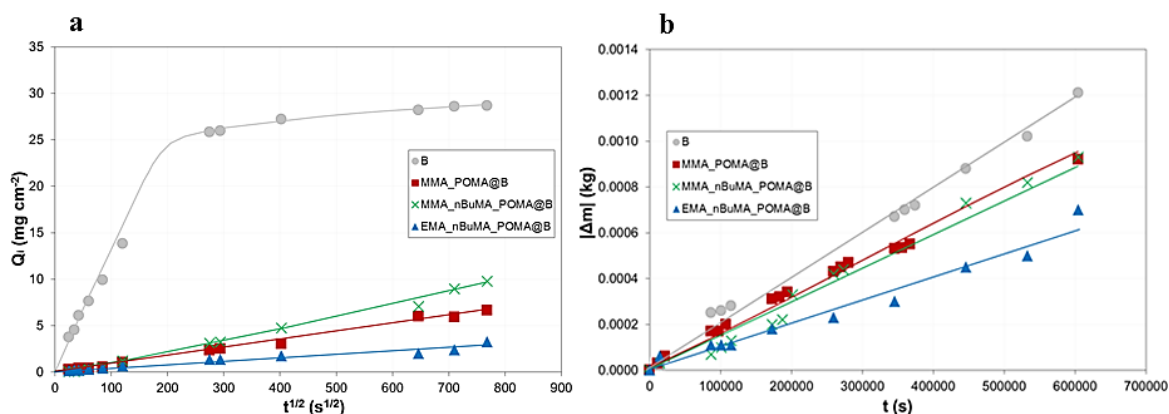 a
35
30
25
20
15
10
5
0
Qi (mg cm-2)
0 100 200 300 400 500 600 700 800 900
t1/2 (s1/2)
B
MMA_POMA@B
MMA_nBuMA_POMA@B
EMA_nBuMA_POMA@B
b
0.0014
0.0012
0.0010
0.0008
0.0006
0.0004
0.0002
0.0000
|Δm| (kg)
0 100000 200000 300000 400000 500000 600000 700000
t (s)
B
MMA_POMA@B
MMA_nBuMA_POMA@B
EMA_nBuMA_POMA@B